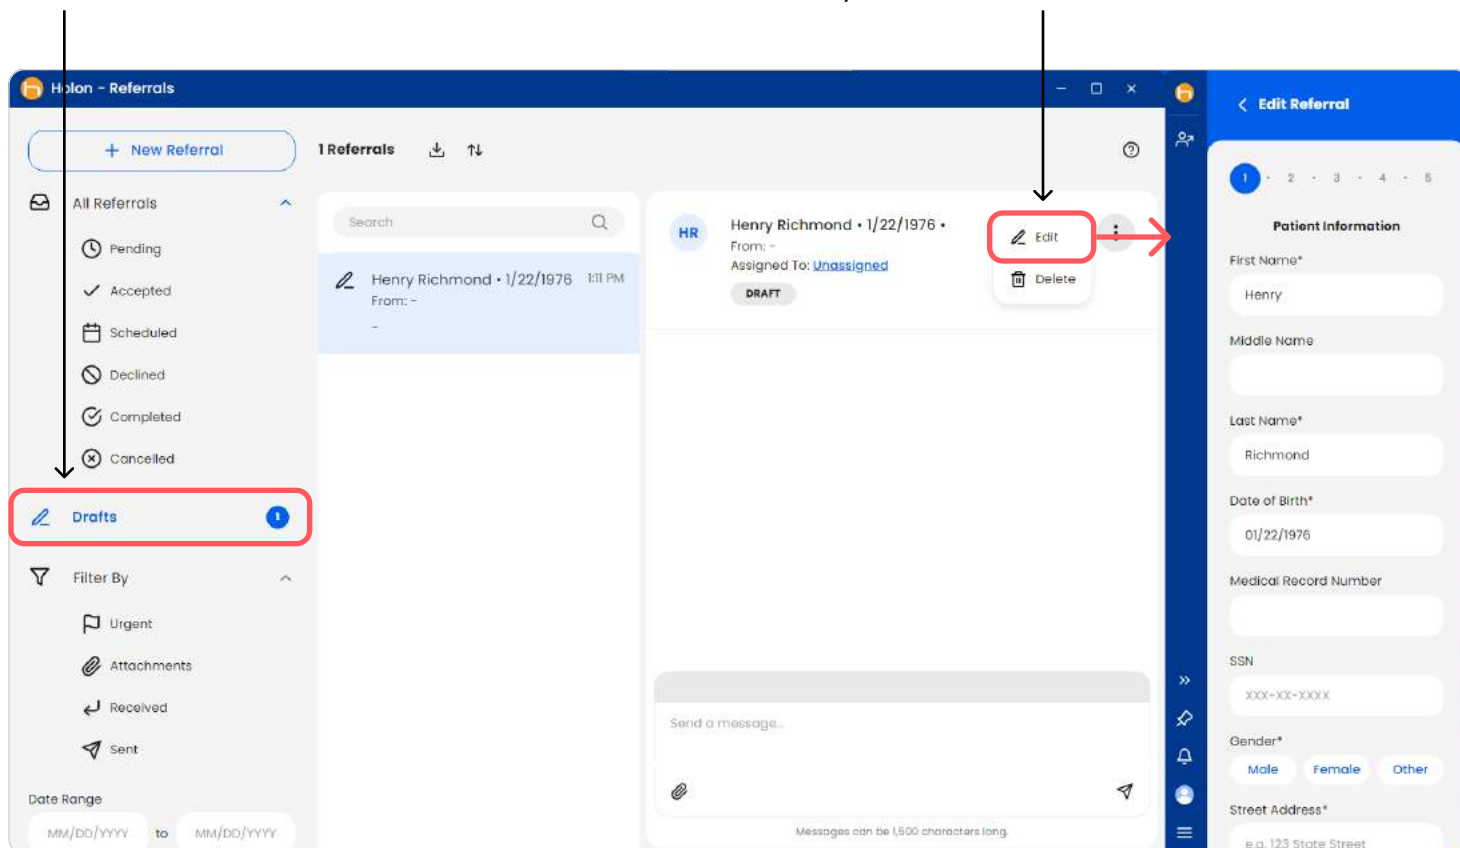 Holon - Referrals
+ New Referral
All Referrals
Pending
Accepted
Scheduled
Declined
Completed
Cancelled
Drafts
1
Filter By
Urgent
Attachments
Received
Sent
Date Range
MM/DD/YYYY to MM/DD/YYYY
1 Referrals
Search
Henry Richmond • 1/22/1976 1:11 PM
From: -
-
HR
Henry Richmond • 1/22/1976 •
From: -
Assigned To: Unassigned
DRAFT
Edit
Delete
Send a message...
Messages can be 1,600 characters long.
< Edit Referral
1 · 2 · 3 · 4 · 5
Patient Information
First Name*
Henry
Middle Name
Last Name*
Richmond
Date of Birth*
01/22/1976
Medical Record Number
SSN
XXX-XX-XXXX
Gender*
Male Female Other
Street Address*
e.g. 123 State Street